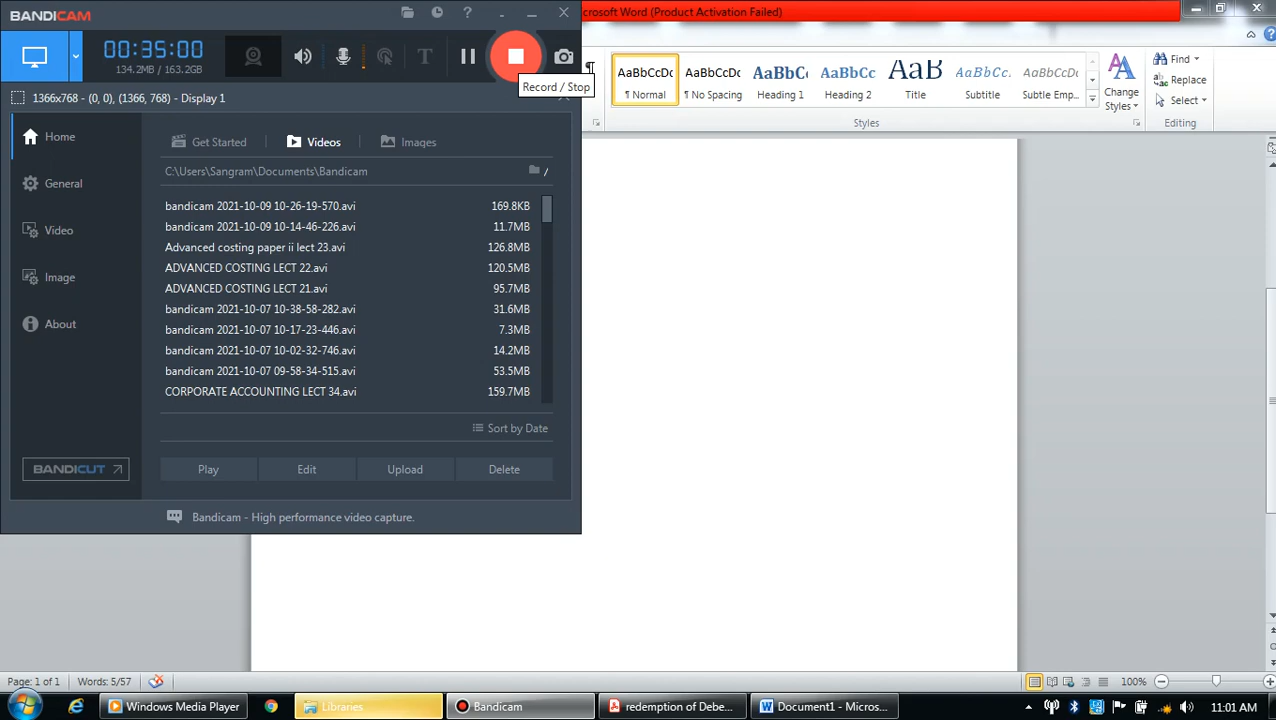 BANDICAM
?
crosoft Word (Product Activation Failed)
00:35:00
134.2MB / 163.2GB
T
Record / Stop
1366x768 - (0, 0), (1366, 768) - Display 1
Home
General
Video
Image
About
BANDICUT
Get Started
Videos
Images
C:\Users\Sangram\Documents\Bandicam
/
bandicam 2021-10-09 10-26-19-570.avi 169.8KB
bandicam 2021-10-09 10-14-46-226.avi 11.7MB
Advanced costing paper ii lect 23.avi 126.8MB
ADVANCED COSTING LECT 22.avi 120.5MB
ADVANCED COSTING LECT 21.avi 95.7MB
bandicam 2021-10-07 10-38-58-282.avi 31.6MB
bandicam 2021-10-07 10-17-23-446.avi 7.3MB
bandicam 2021-10-07 10-02-32-746.avi 14.2MB
bandicam 2021-10-07 09-58-34-515.avi 53.5MB
CORPORATE ACCOUNTING LECT 34.avi 159.7MB
Sort by Date
Play Edit Upload Delete
Bandicam - High performance video capture.
¶
AaBbCcDc AaBbCcDc AaBbCc AaBbCc AaB AaBbCc. AaBbCcDc
¶ Normal No Spacing Heading 1 Heading 2 Title Subtitle Subtle Emp...
Change
Styles
Styles
Find
Replace
Select
Editing
Page: 1 of 1 Words: 5/57
100%
Windows Media Player
Libraries
Bandicam
redemption of Debe...
Document1 - Micros...
11:01 AM